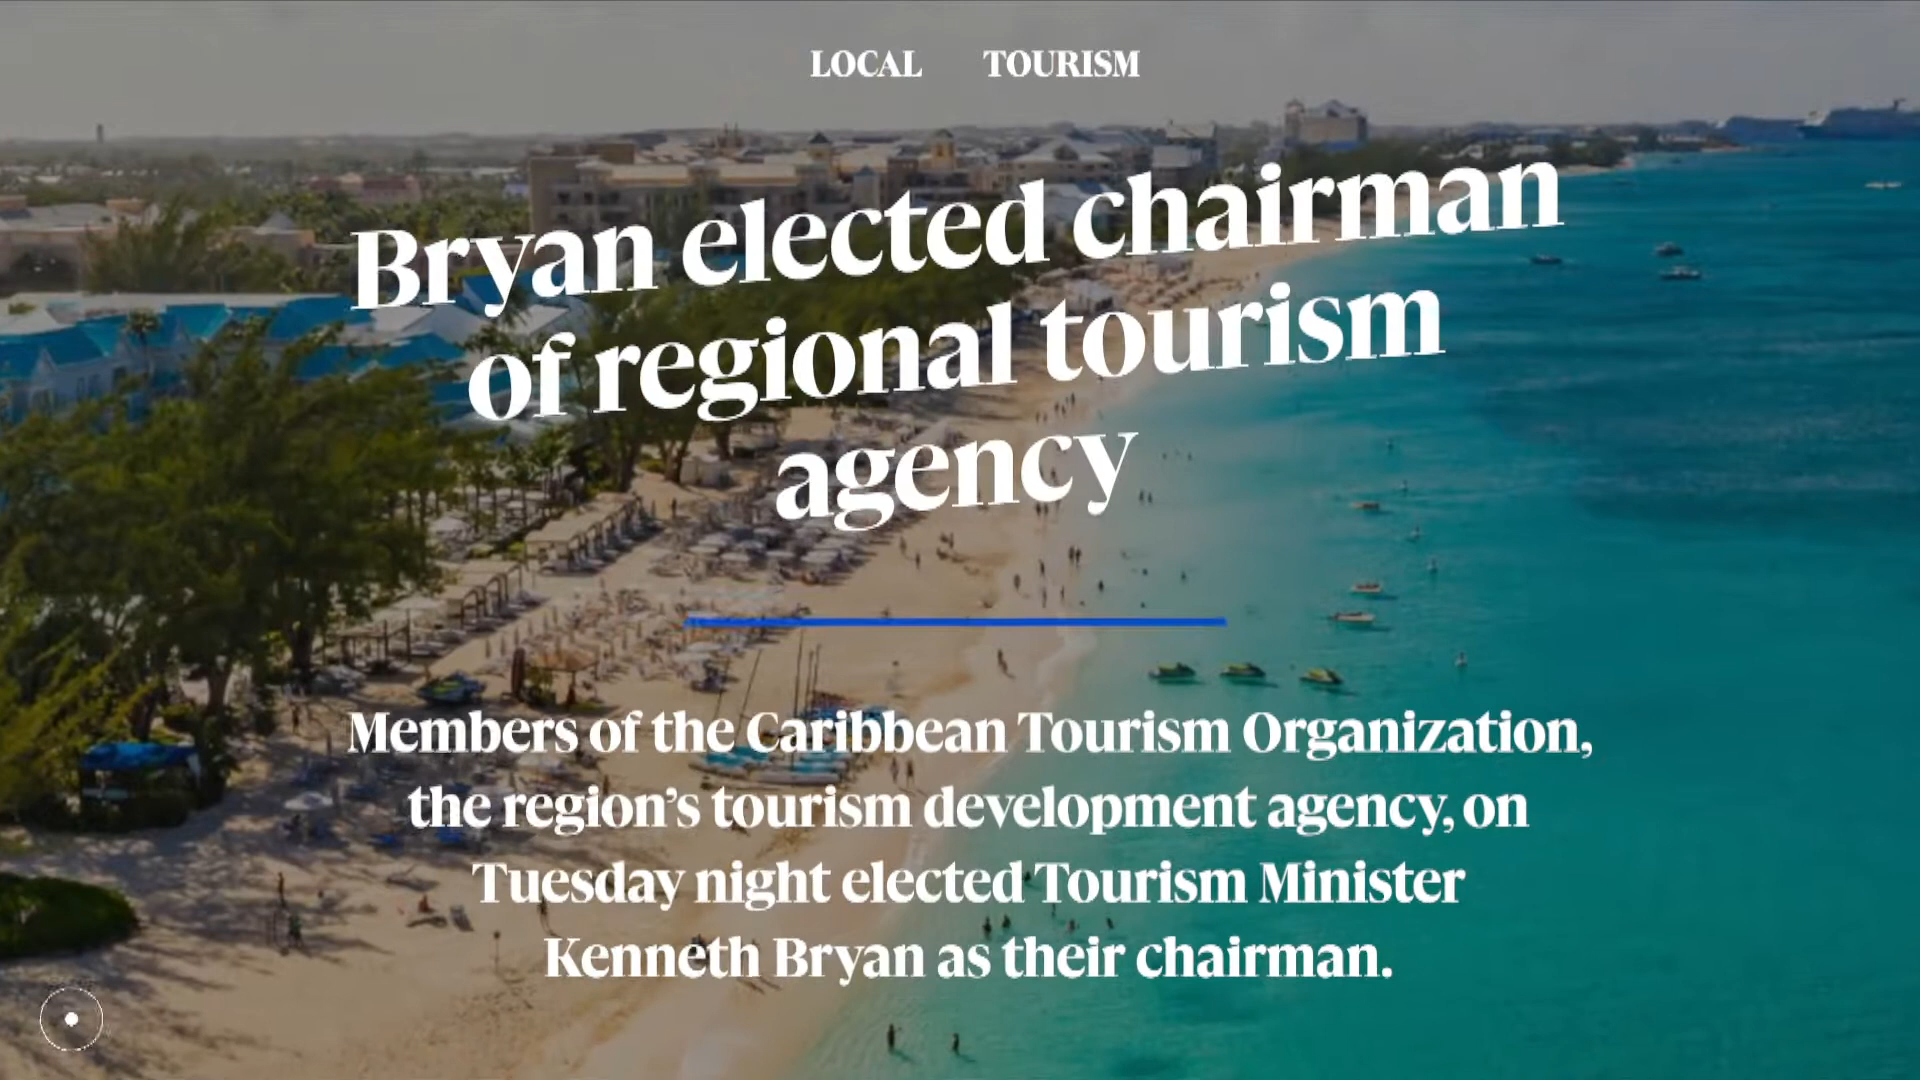 LOCAL TOURISM
Bryan elected chairman
of regional tourism
agency
Members of the Caribbean Tourism Organization,
the region’s tourism development agency, on
Tuesday night elected Tourism Minister
Kenneth Bryan as their chairman.